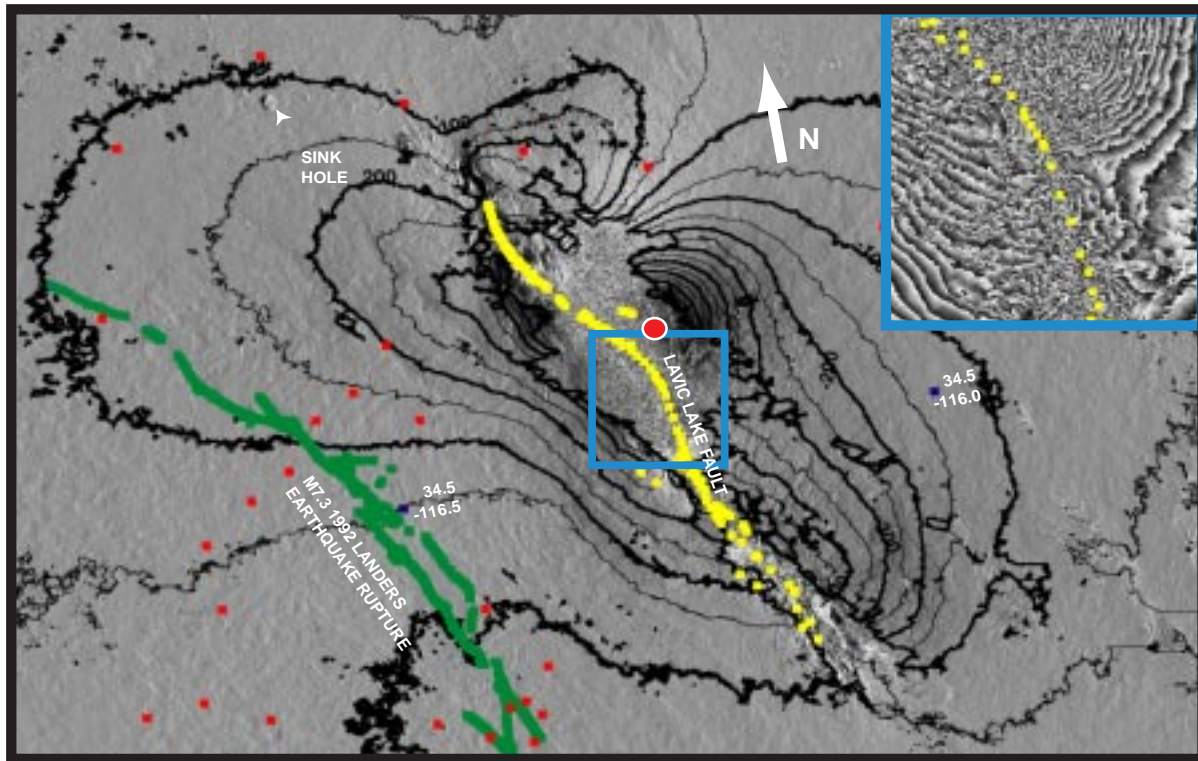 N
SINK
HOLE
200
LAVIC LAKE FAULT
34.5
-116.0
34.5
-116.5
M7.3 1992 LANDERS
EARTHQUAKE RUPTURE